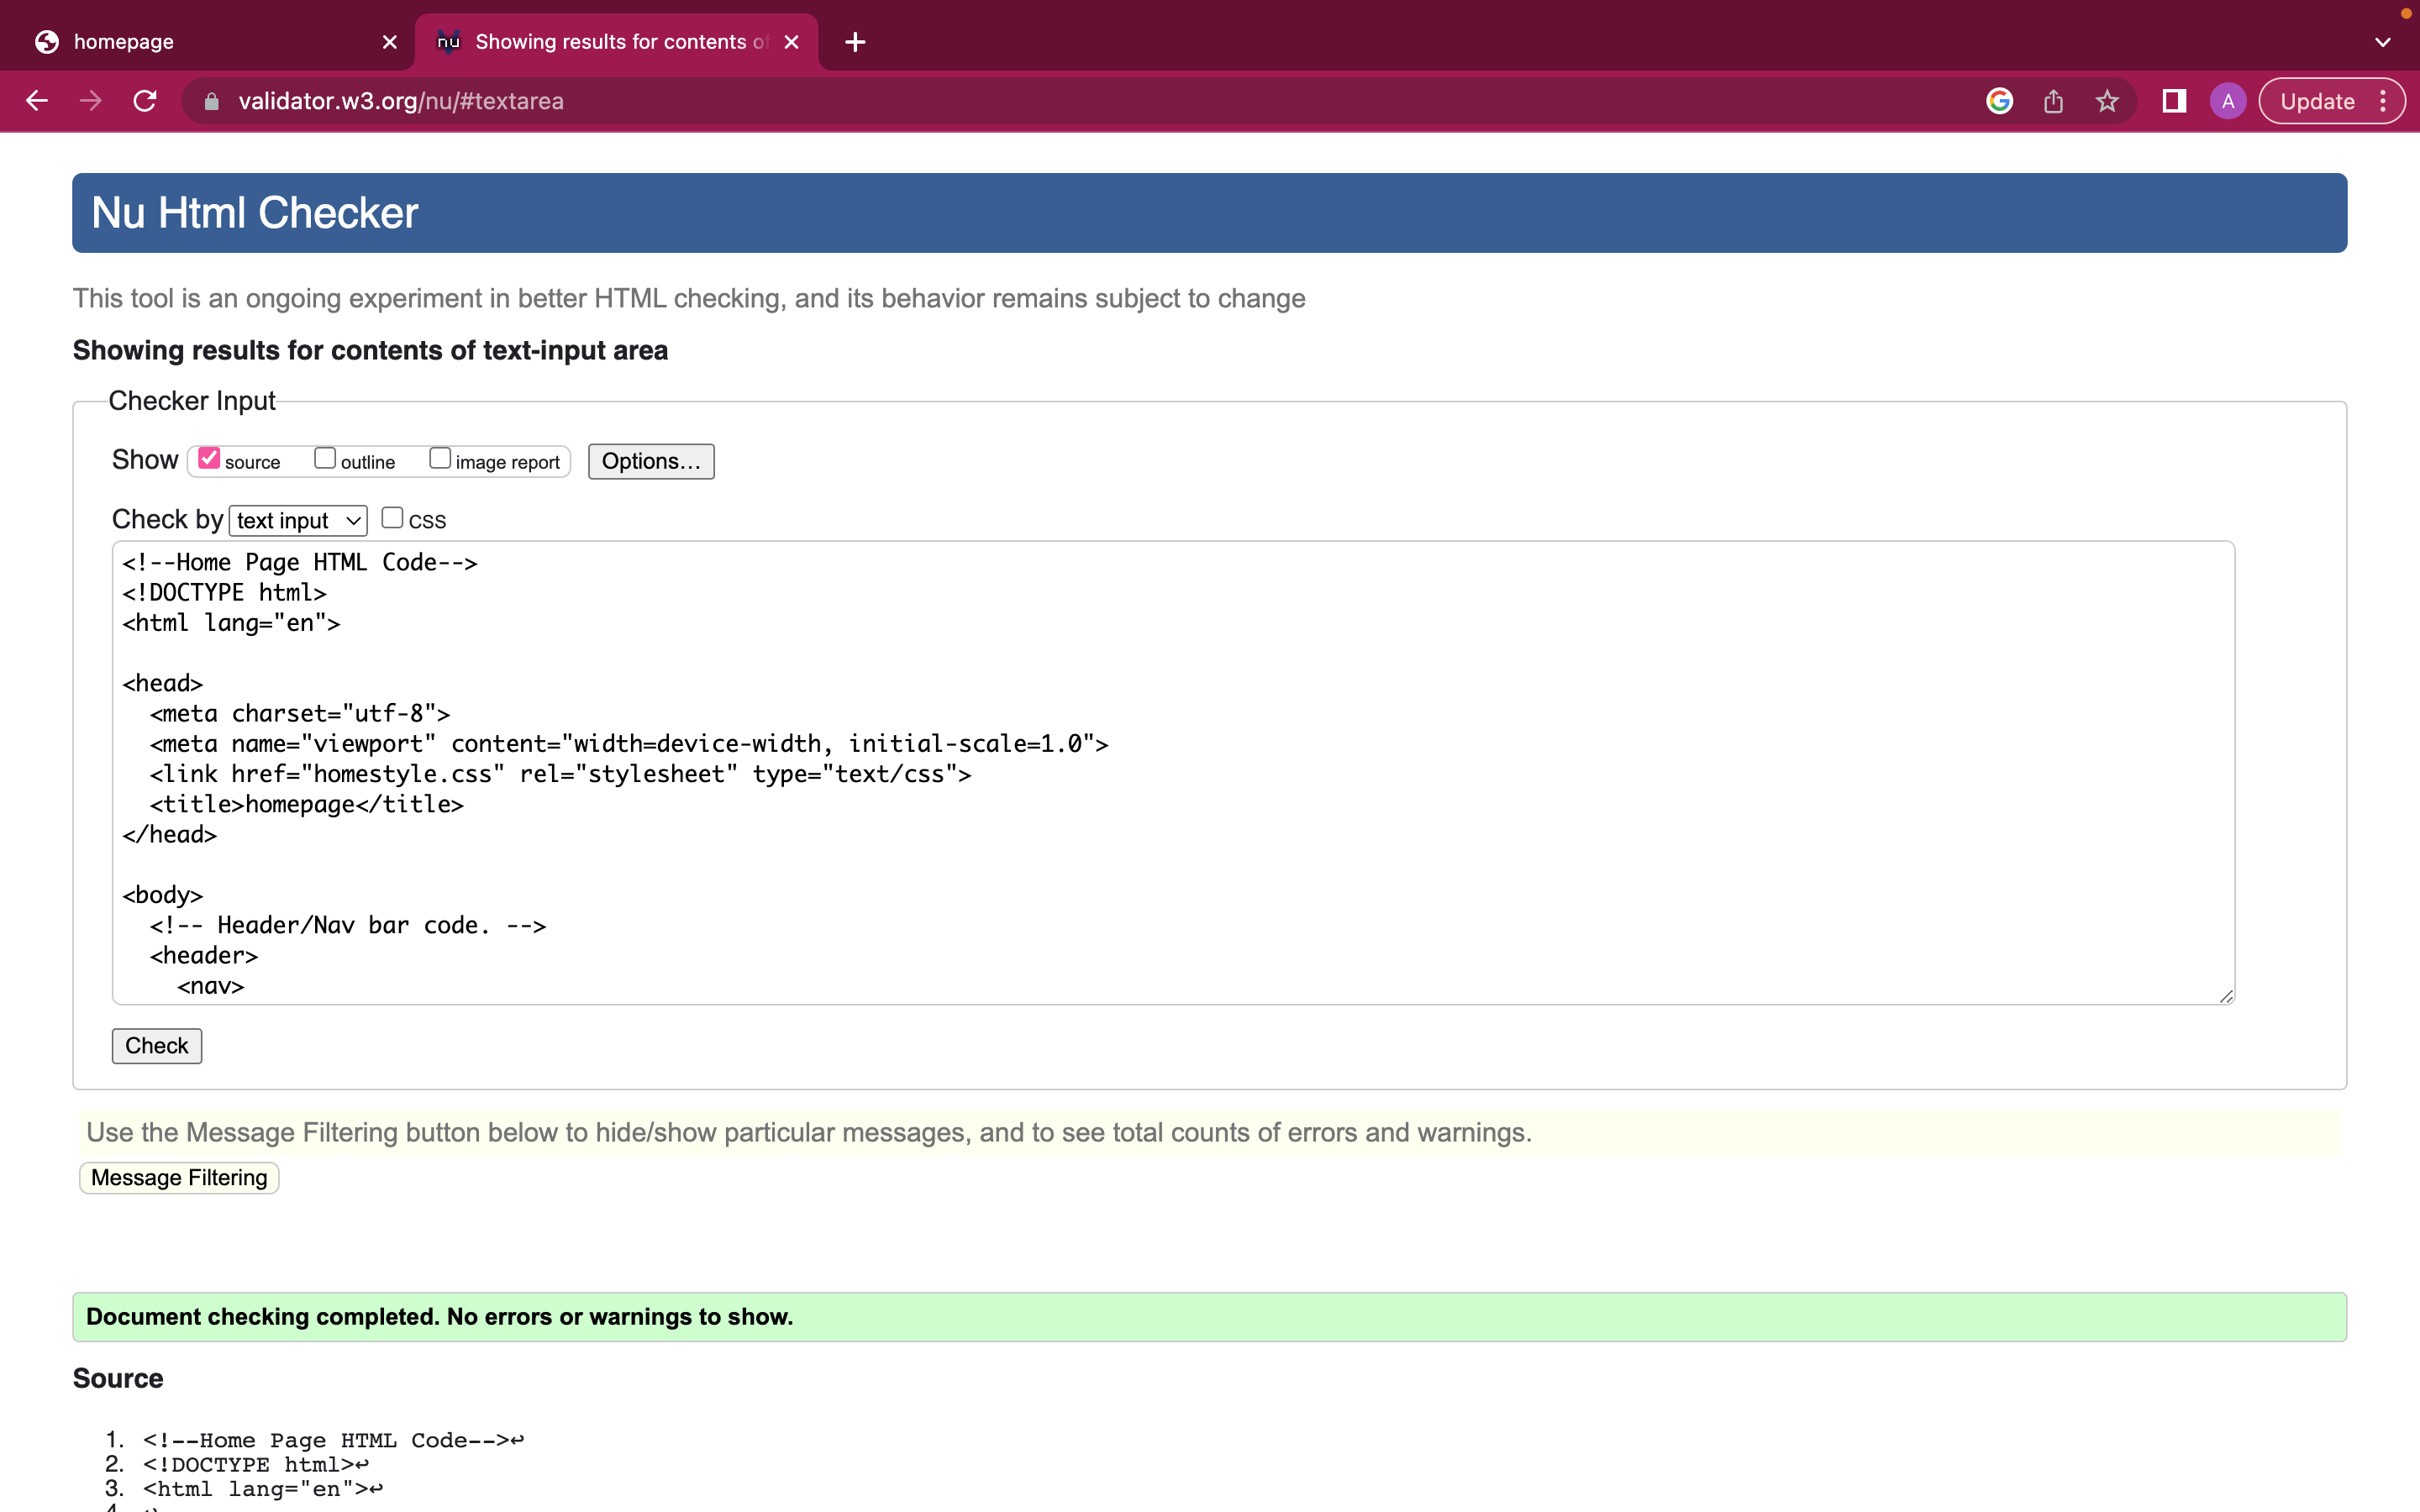 homepage
Showing results for contents of
validator.w3.org/nu/#textarea
A
Update
Nu Html Checker
This tool is an ongoing experiment in better HTML checking, and its behavior remains subject to change
Showing results for contents of text-input area
Checker Input
Show source outline image report Options...
Check by text input CSS
<!--Home Page HTML Code-->
<!DOCTYPE html>
<html lang="en">
<head>
<meta charset="utf-8">
<meta name="viewport" content="width=device-width, initial-scale=1.0">
<link href="homestyle.css" rel="stylesheet" type="text/css">
<title>homepage</title>
</head>
<body>
<!-- Header/Nav bar code. -->
<header>
<nav>
Check
Use the Message Filtering button below to hide/show particular messages, and to see total counts of errors and warnings.
Message Filtering
Document checking completed. No errors or warnings to show.
Source
1. <!--Home Page HTML Code-->↩
2. <!DOCTYPE html>↩
3. <html lang="en">↩